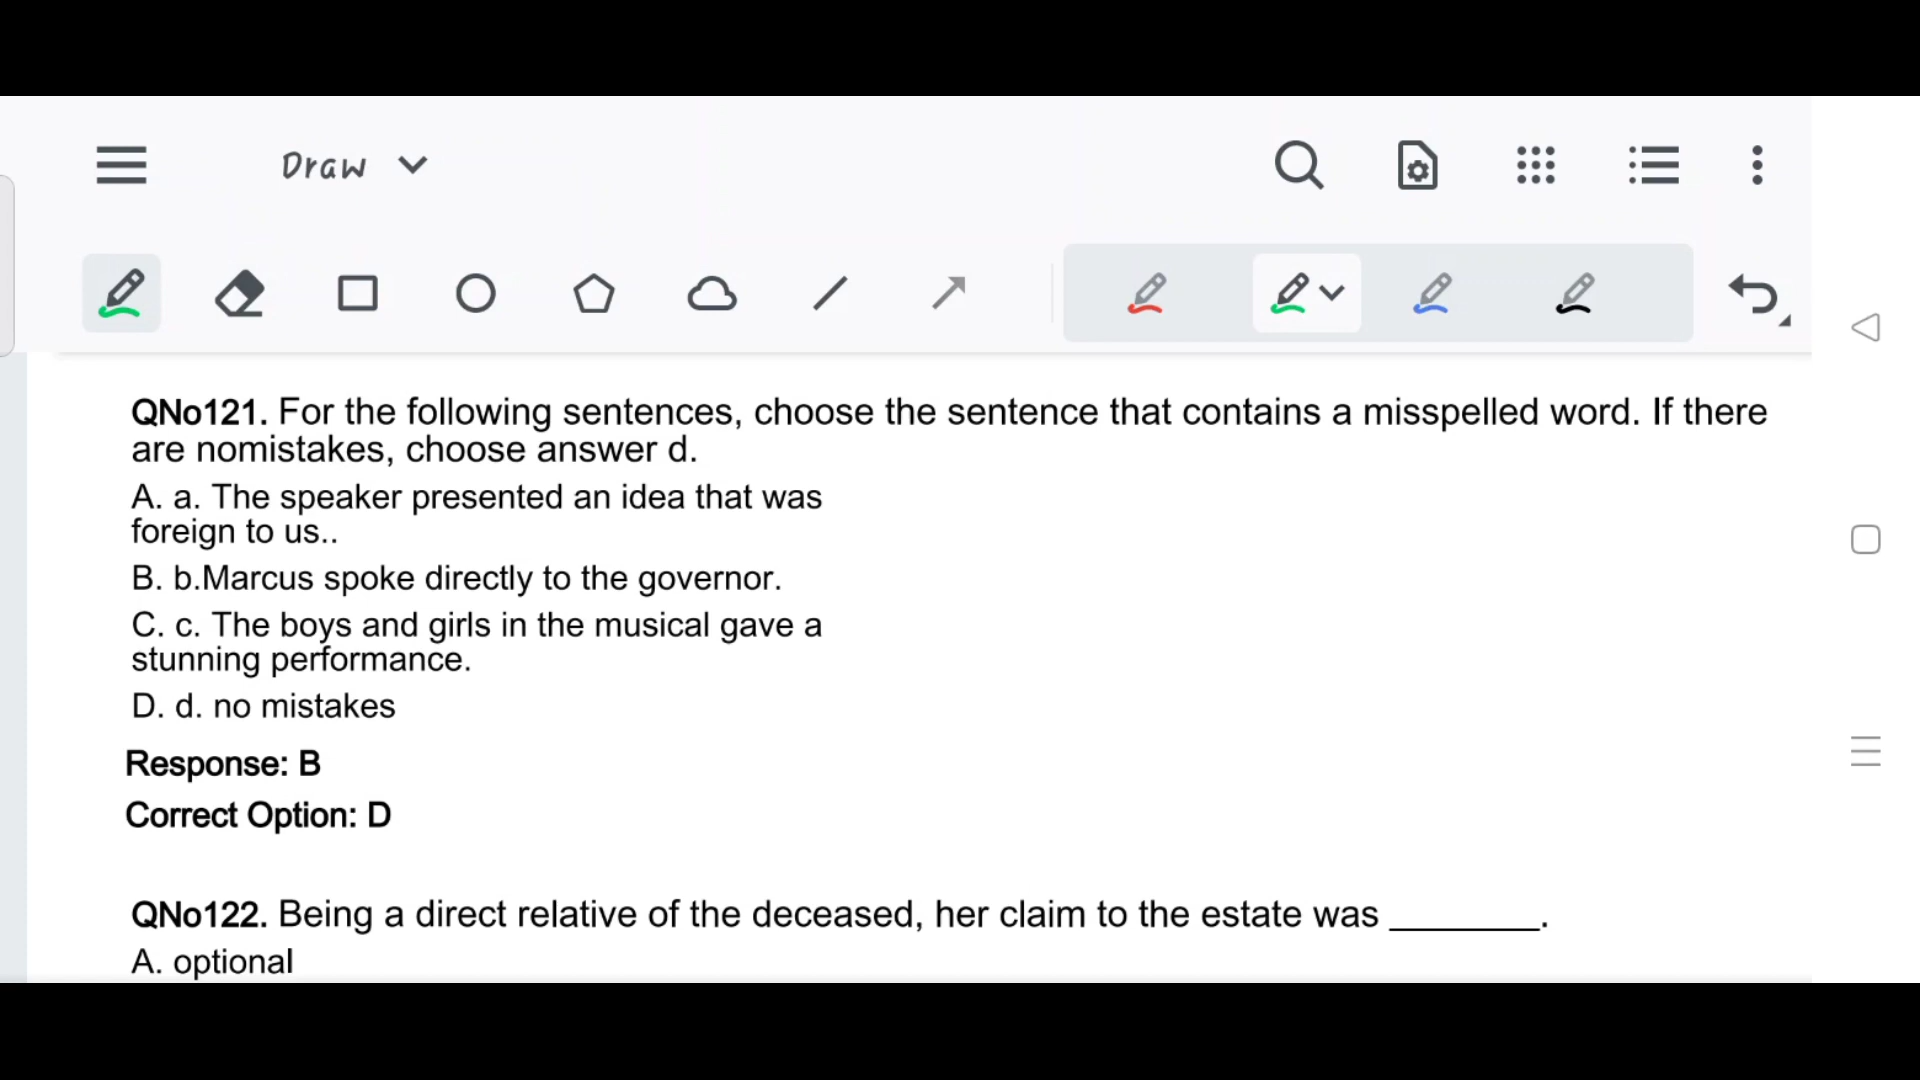 Draw
QNo121. For the following sentences, choose the sentence that contains a misspelled word. If there
are nomistakes, choose answer d.
A. a. The speaker presented an idea that was
foreign to us..
B. b.Marcus spoke directly to the governor.
C. c. The boys and girls in the musical gave a
stunning performance.
D. d. no mistakes
Response: B
Correct Option: D
QNo122. Being a direct relative of the deceased, her claim to the estate was ________.
A. optional